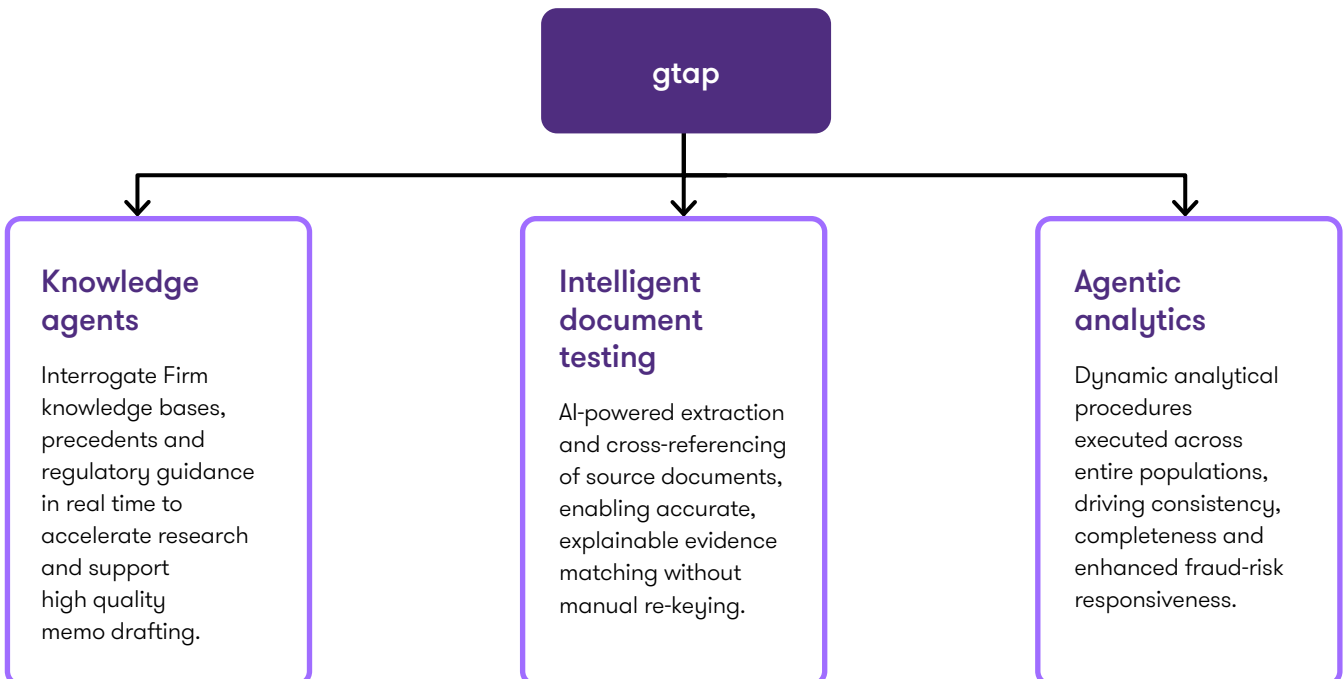 gtap
Knowledge
agents
Interrogate Firm
knowledge bases,
precedents and
regulatory guidance
in real time to
accelerate research
and support
high quality
memo drafting.
Intelligent
document
testing
AI-powered extraction
and cross-referencing
of source documents,
enabling accurate,
explainable evidence
matching without
manual re-keying.
Agentic
analytics
Dynamic analytical
procedures
executed across
entire populations,
driving consistency,
completeness and
enhanced fraud-risk
responsiveness.